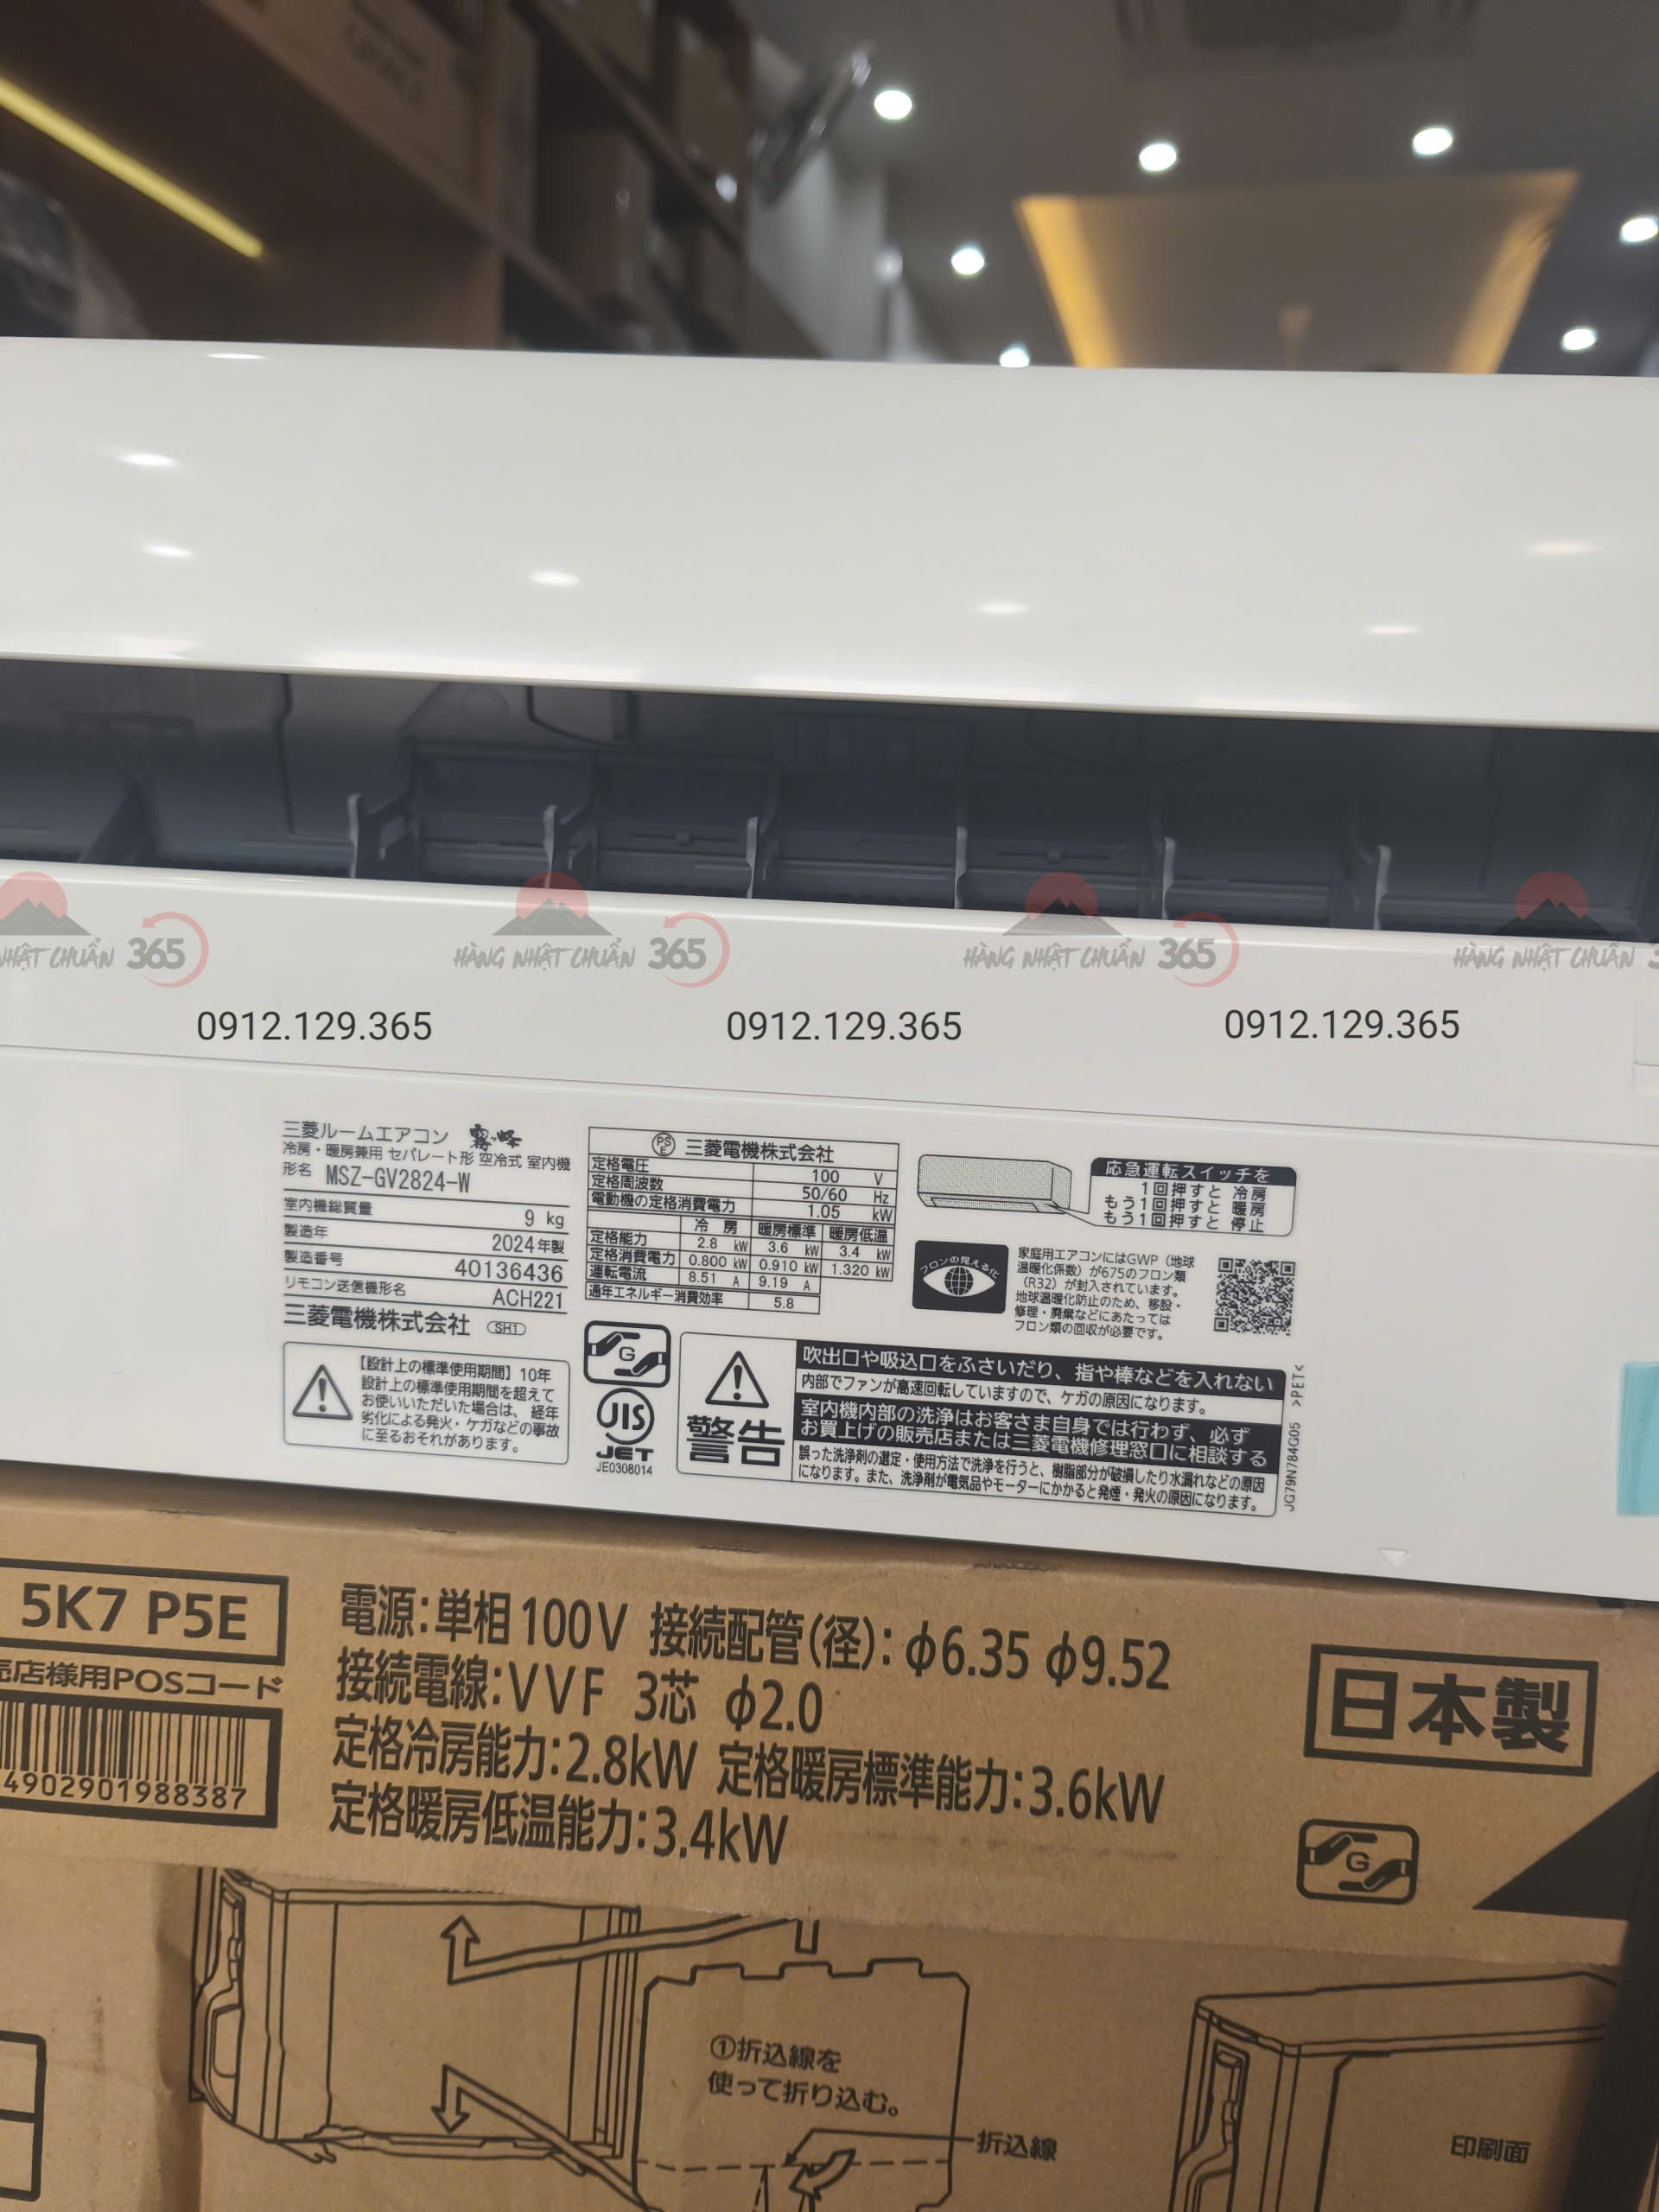 NHẬT CHUẨN 365
HÀNG NHẬT CHUẨN 365
HÀNG NHẬT CHUẨN 365
HÀNG NHẬT CHUẨN 3
0912.129.365
0912.129.365
0912.129.365
三菱ルームエアコン 霧ヶ峰
冷房・暖房兼用 セパレート形 空冷式 室内機
形名 MSZ-GV2824-W
室内機総質量 9 kg
製造年 2024年製
製造番号 40136436
リモコン送信機形名 ACH221
三菱電機株式会社 SH1
【設計上の標準使用期間】10年
設計上の標準使用期間を超えて
お使いいただいた場合は、経年
劣化による発火・ケガなどの事故
に至るおそれがあります。
PSE 三菱電機株式会社
定格電圧 100 V
定格周波数 50/60 Hz
電動機の定格消費電力 1.05 kW
冷房 暖房標準 暖房低温
定格能力 2.8 kW 3.6 kW 3.4 kW
定格消費電力 0.800 kW 0.910 kW 1.320 kW
運転電流 8.51 A 9.19 A
通年エネルギー消費効率 5.8
G
JIS
JET
JE0308014
応急運転スイッチを
1回押すと 冷房
もう1回押すと 暖房
もう1回押すと 停止
フロンの見える化
家庭用エアコンにはGWP（地球
温暖化係数）が675のフロン類
（R32）が封入されています。
地球温暖化防止のため、移設・
修理・廃棄などにあたっては
フロン類の回収が必要です。
警告
吹出口や吸込口をふさいだり、指や棒などを入れない
内部でファンが高速回転していますので、ケガの原因になります。
室内機内部の洗浄はお客さま自身では行わず、必ず
お買上げの販売店または三菱電機修理窓口に相談する
誤った洗浄剤の選定・使用方法で洗浄を行うと、樹脂部分が破損したり水漏れなどの原因
になります。また、洗浄剤が電気品やモーターにかかると発煙・発火の原因になります。
JG79N784G05 >PET<
5K7 P5E
売店様用POSコード
4902901988387
電源:単相100V 接続配管(径):φ6.35 φ9.52
接続電線:VVF 3芯 φ2.0
定格冷房能力:2.8kW 定格暖房標準能力:3.6kW
定格暖房低温能力:3.4kW
日本製
G
①折込線を
使って折り込む。
折込線
印刷面